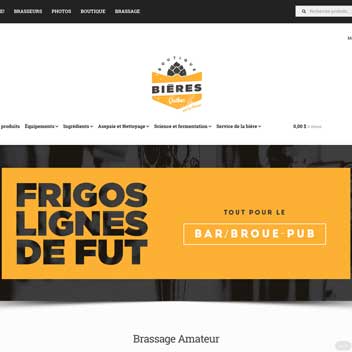 BRASSEURS PHOTOS BOUTIQUE BRASSAGE
Recherche produits...
BOUTIQUE
BIÈRES
Québec
produits Équipements Ingrédients Asepsie et Nettoyage Science et fermentation Service de la bière 0,00 $
FRIGOS
LIGNES
DE FUT
TOUT POUR LE
BAR/BROUE-PUB
Brassage Amateur